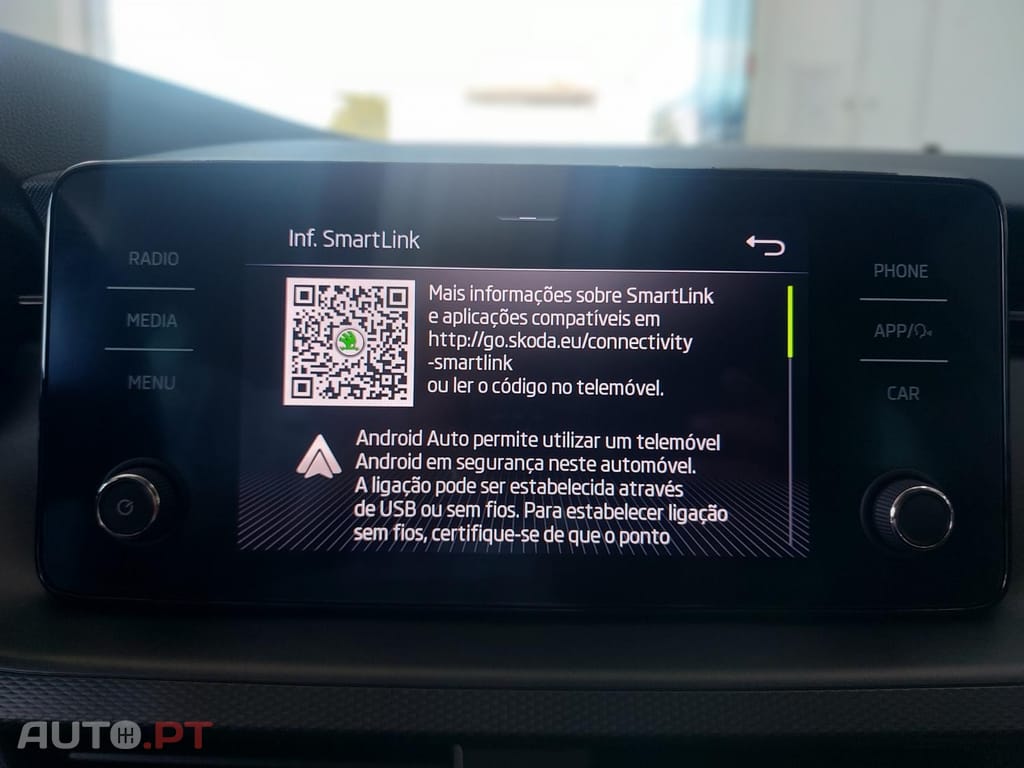 Inf. SmartLink
RADIO
MEDIA
MENU
Mais informações sobre SmartLink
e aplicações compatíveis em
http://go.skoda.eu/connectivity
-smartlink
ou ler o código no telemóvel.
Android Auto permite utilizar um telemóvel
Android em segurança neste automóvel.
A ligação pode ser estabelecida através
de USB ou sem fios. Para estabelecer ligação
sem fios, certifique-se de que o ponto
PHONE
APP/
CAR
AUTO.PT